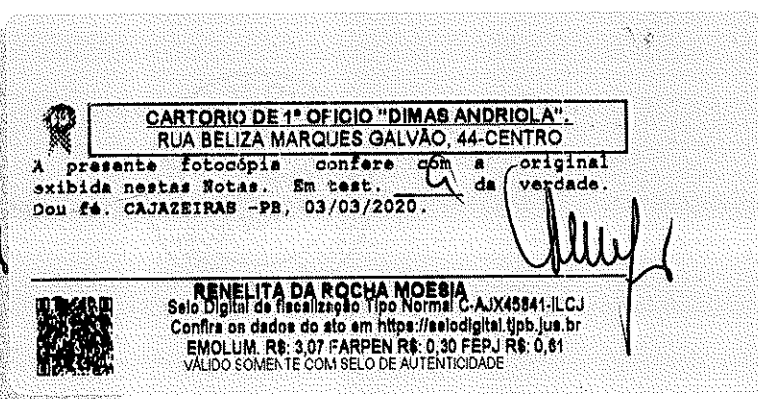 CARTORIO DE 1° OFICIO "DIMAS ANDRIOLA".
RUA BELIZA MARQUES GALVÃO, 44-CENTRO
A presente fotocópia confere com a original
exibida nestas Notas. Em test. da verdade.
Dou fé. CAJAZEIRAS -PB, 03/03/2020.
RENELITA DA ROCHA MOESIA
Selo Digital de fiscalização Tipo Normal C-AJX45841-ILCJ
Confira os dados do ato em https://selodigital.tjpb.jus.br
EMOLUM. R$: 3,07 FARPEN R$: 0,30 FEPJ R$: 0,61
VÁLIDO SOMENTE COM SELO DE AUTENTICIDADE